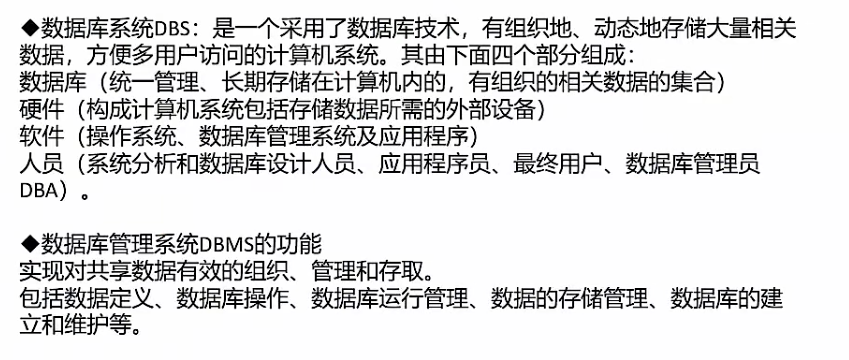 ◆数据库系统DBS：是一个采用了数据库技术，有组织地、动态地存储大量相关
数据，方便多用户访问的计算机系统。其由下面四个部分组成：
数据库（统一管理、长期存储在计算机内的，有组织的相关数据的集合）
硬件（构成计算机系统包括存储数据所需的外部设备）
软件（操作系统、数据库管理系统及应用程序）
人员（系统分析和数据库设计人员、应用程序员、最终用户、数据库管理员
DBA）。
◆数据库管理系统DBMS的功能
实现对共享数据有效的组织、管理和存取。
包括数据定义、数据库操作、数据库运行管理、数据的存储管理、数据库的建
立和维护等。